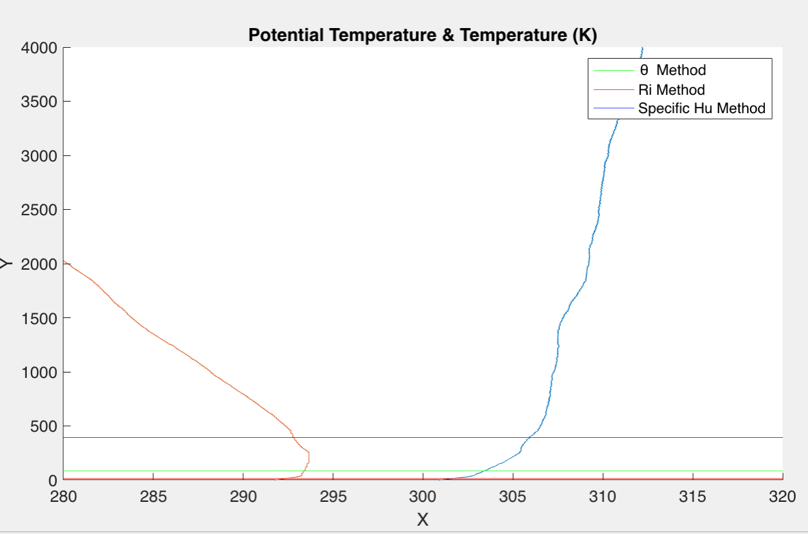 Potential Temperature & Temperature (K)
4000
3500
3000
2500
2000
1500
1000
500
0
Y
θ Method
Ri Method
Specific Hu Method
280 285 290 295 300 305 310 315 320
X